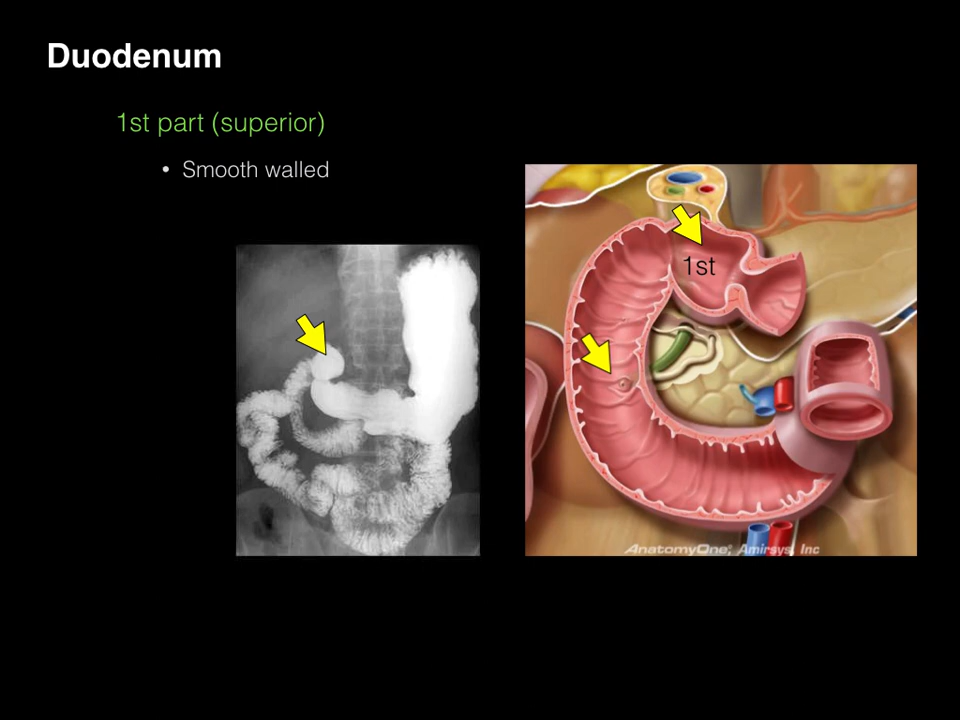 Duodenum
1st part (superior)
• Smooth walled
1st
AnatomyOne, Amirsys, Inc